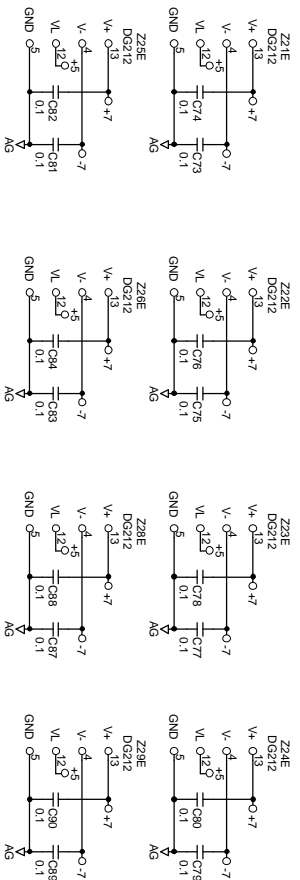 Z21E
DG212
V+ 13 +7
V- 4 -7
+5
VL 12
C74 C73
0.1 0.1
GND 5
AG
Z22E
DG212
V+ 13 +7
V- 4 -7
+5
VL 12
C76 C75
0.1 0.1
GND 5
AG
Z23E
DG212
V+ 13 +7
V- 4 -7
+5
VL 12
C78 C77
0.1 0.1
GND 5
AG
Z24E
DG212
V+ 13 +7
V- 4 -7
+5
VL 12
C80 C79
0.1 0.1
GND 5
AG
Z25E
DG212
V+ 13 +7
V- 4 -7
+5
VL 12
C82 C81
0.1 0.1
GND 5
AG
Z26E
DG212
V+ 13 +7
V- 4 -7
+5
VL 12
C84 C83
0.1 0.1
GND 5
AG
Z28E
DG212
V+ 13 +7
V- 4 -7
+5
VL 12
C88 C87
0.1 0.1
GND 5
AG
Z29E
DG212
V+ 13 +7
V- 4 -7
+5
VL 12
C90 C89
0.1 0.1
GND 5
AG